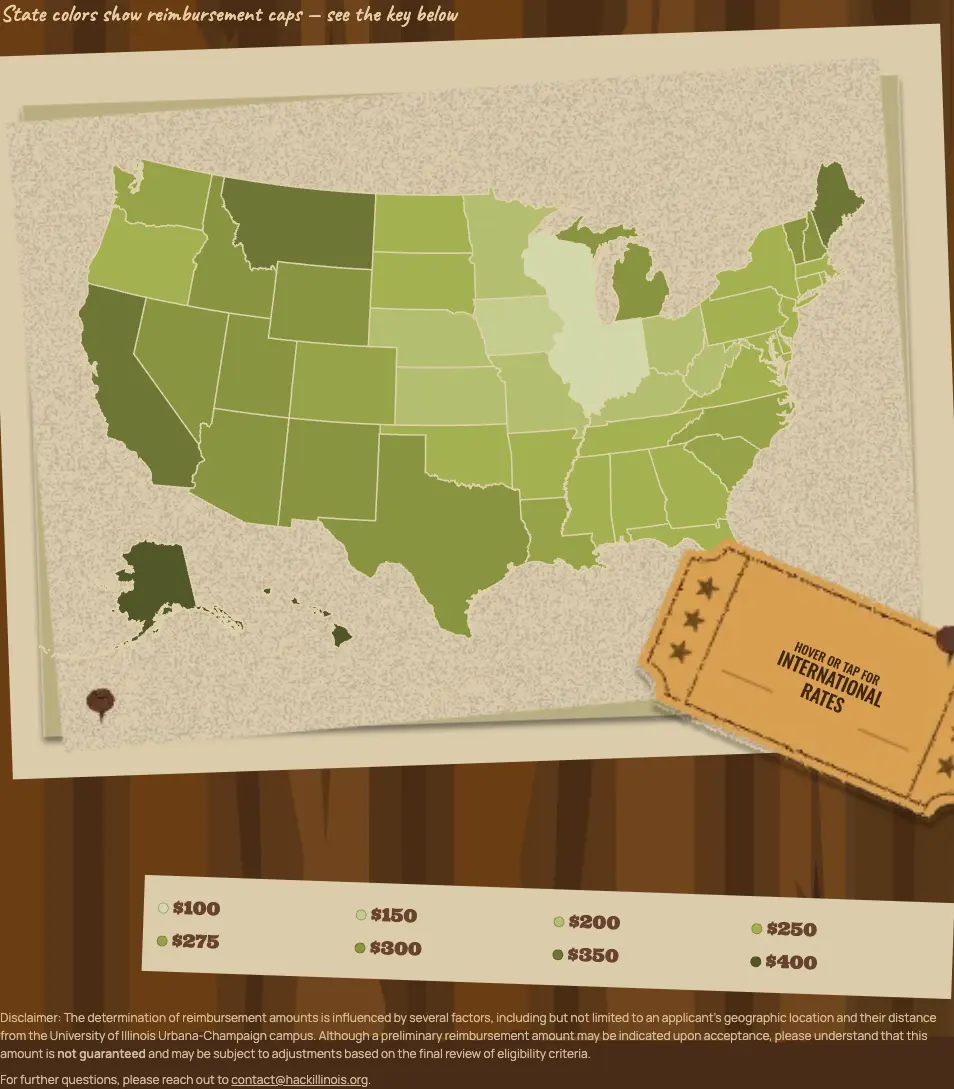 State colors show reimbursement caps — see the key below
HOVER OR TAP FOR
INTERNATIONAL
RATES
$100
$150
$200
$250
$275
$300
$350
$400
Disclaimer: The determination of reimbursement amounts is influenced by several factors, including but not limited to an applicant's geographic location and their distance
from the University of Illinois Urbana-Champaign campus. Although a preliminary reimbursement amount may be indicated upon acceptance, please understand that this
amount is not guaranteed and may be subject to adjustments based on the final review of eligibility criteria.
For further questions, please reach out to contact@hackillinois.org.